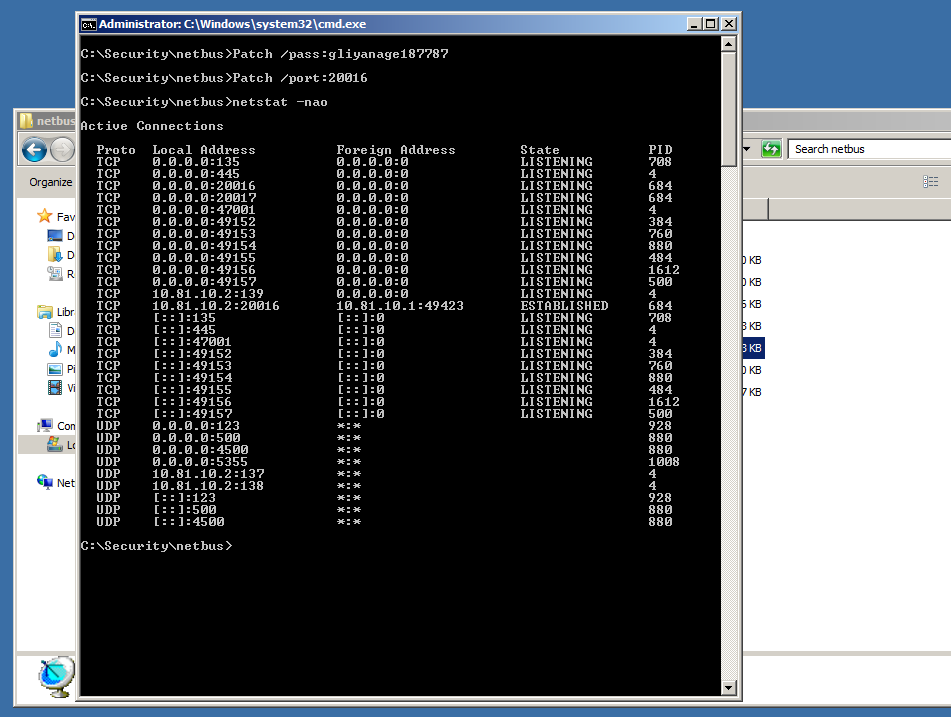 Administrator: C:\Windows\system32\cmd.exe
C:\Security\netbus>Patch /pass:gliyanage187787
C:\Security\netbus>Patch /port:20016
C:\Security\netbus>netstat -nao
Active Connections
Proto Local Address Foreign Address State PID
TCP 0.0.0.0:135 0.0.0.0:0 LISTENING 708
TCP 0.0.0.0:445 0.0.0.0:0 LISTENING 4
TCP 0.0.0.0:20016 0.0.0.0:0 LISTENING 684
TCP 0.0.0.0:20017 0.0.0.0:0 LISTENING 684
TCP 0.0.0.0:47001 0.0.0.0:0 LISTENING 4
TCP 0.0.0.0:49152 0.0.0.0:0 LISTENING 384
TCP 0.0.0.0:49153 0.0.0.0:0 LISTENING 760
TCP 0.0.0.0:49154 0.0.0.0:0 LISTENING 880
TCP 0.0.0.0:49155 0.0.0.0:0 LISTENING 484
TCP 0.0.0.0:49156 0.0.0.0:0 LISTENING 1612
TCP 0.0.0.0:49157 0.0.0.0:0 LISTENING 500
TCP 10.81.10.2:139 0.0.0.0:0 LISTENING 4
TCP 10.81.10.2:20016 10.81.10.1:49423 ESTABLISHED 684
TCP [::]:135 [::]:0 LISTENING 708
TCP [::]:445 [::]:0 LISTENING 4
TCP [::]:47001 [::]:0 LISTENING 4
TCP [::]:49152 [::]:0 LISTENING 384
TCP [::]:49153 [::]:0 LISTENING 760
TCP [::]:49154 [::]:0 LISTENING 880
TCP [::]:49155 [::]:0 LISTENING 484
TCP [::]:49156 [::]:0 LISTENING 1612
TCP [::]:49157 [::]:0 LISTENING 500
UDP 0.0.0.0:123 *:* 928
UDP 0.0.0.0:500 *:* 880
UDP 0.0.0.0:4500 *:* 880
UDP 0.0.0.0:5355 *:* 1008
UDP 10.81.10.2:137 *:* 4
UDP 10.81.10.2:138 *:* 4
UDP [::]:123 *:* 928
UDP [::]:500 *:* 880
UDP [::]:4500 *:* 880
C:\Security\netbus>
netbus
Search netbus
Organize
Fav
D
D
R
Libr
D
M
Pi
Vi
Com
Lo
Net
KB
KB
KB
KB
KB
KB
KB